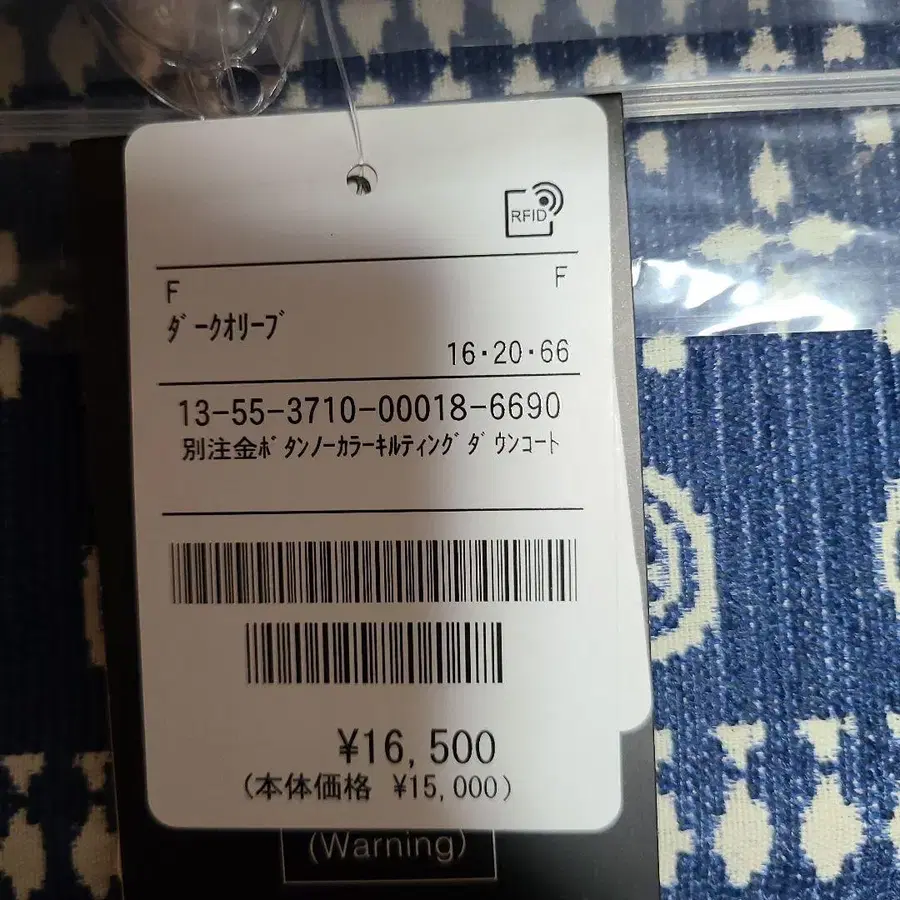 RFID
F F
ﾀﾞｰｸｵﾘｰﾌﾞ
16・20・66
13-55-3710-00018-6690
別注金ﾎﾞﾀﾝﾉｰｶﾗｰｷﾙﾃｨﾝｸﾞﾀﾞｳﾝｺｰﾄ
¥16,500
(本体価格 ¥15,000)
(Warning)